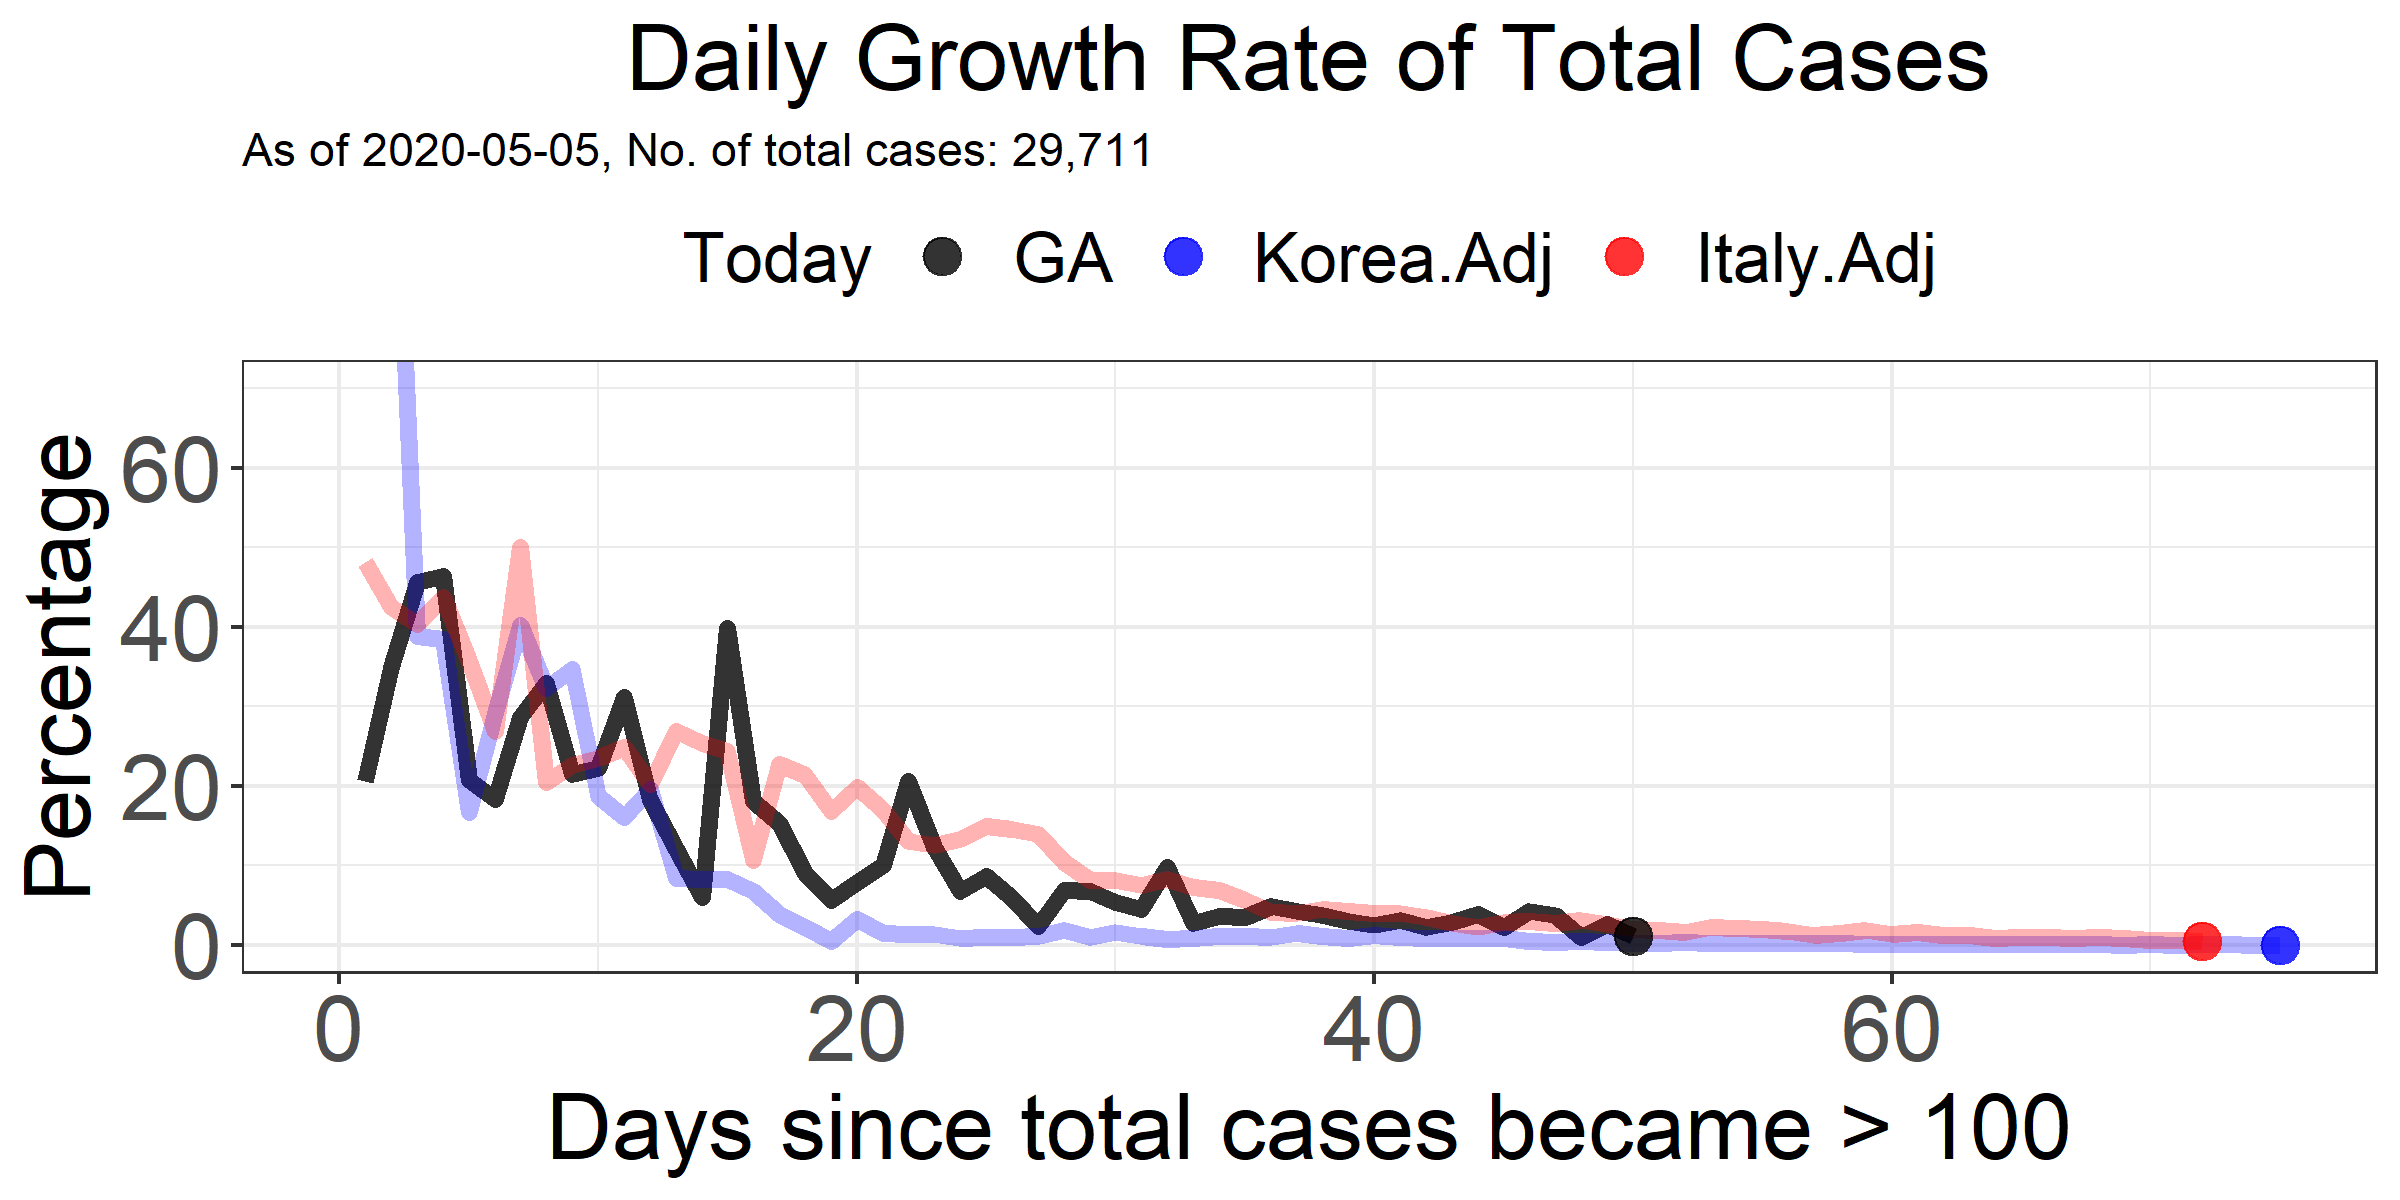 Daily Growth Rate of Total Cases
As of 2020-05-05, No. of total cases: 29,711
Today GA Korea.Adj Italy.Adj
Percentage
60
40
20
0
0 20 40 60
Days since total cases became > 100